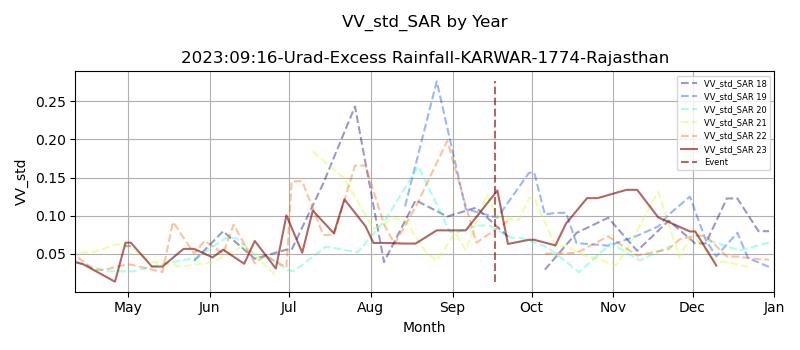 VV_std_SAR by Year
2023:09:16-Urad-Excess Rainfall-KARWAR-1774-Rajasthan
VV_std
0.25
0.20
0.15
0.10
0.05
VV_std_SAR 18
VV_std_SAR 19
VV_std_SAR 20
VV_std_SAR 21
VV_std_SAR 22
VV_std_SAR 23
Event
May Jun Jul Aug Sep Oct Nov Dec Jan
Month